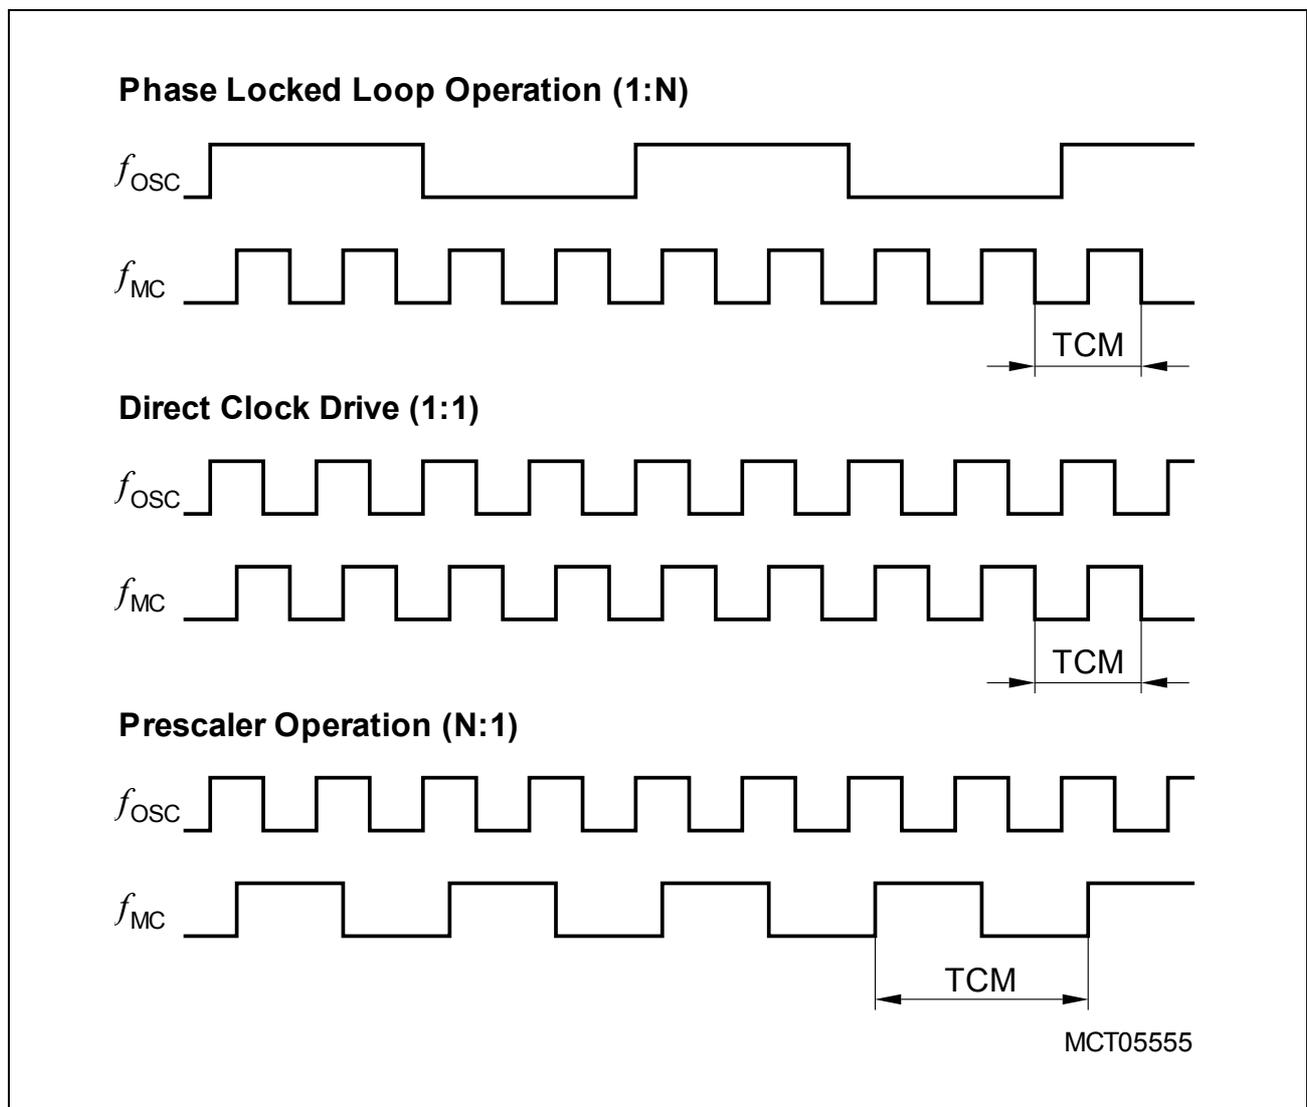 Phase Locked Loop Operation (1:N)
fOSC
fMC
TCM
Direct Clock Drive (1:1)
fOSC
fMC
TCM
Prescaler Operation (N:1)
fOSC
fMC
TCM
MCT05555